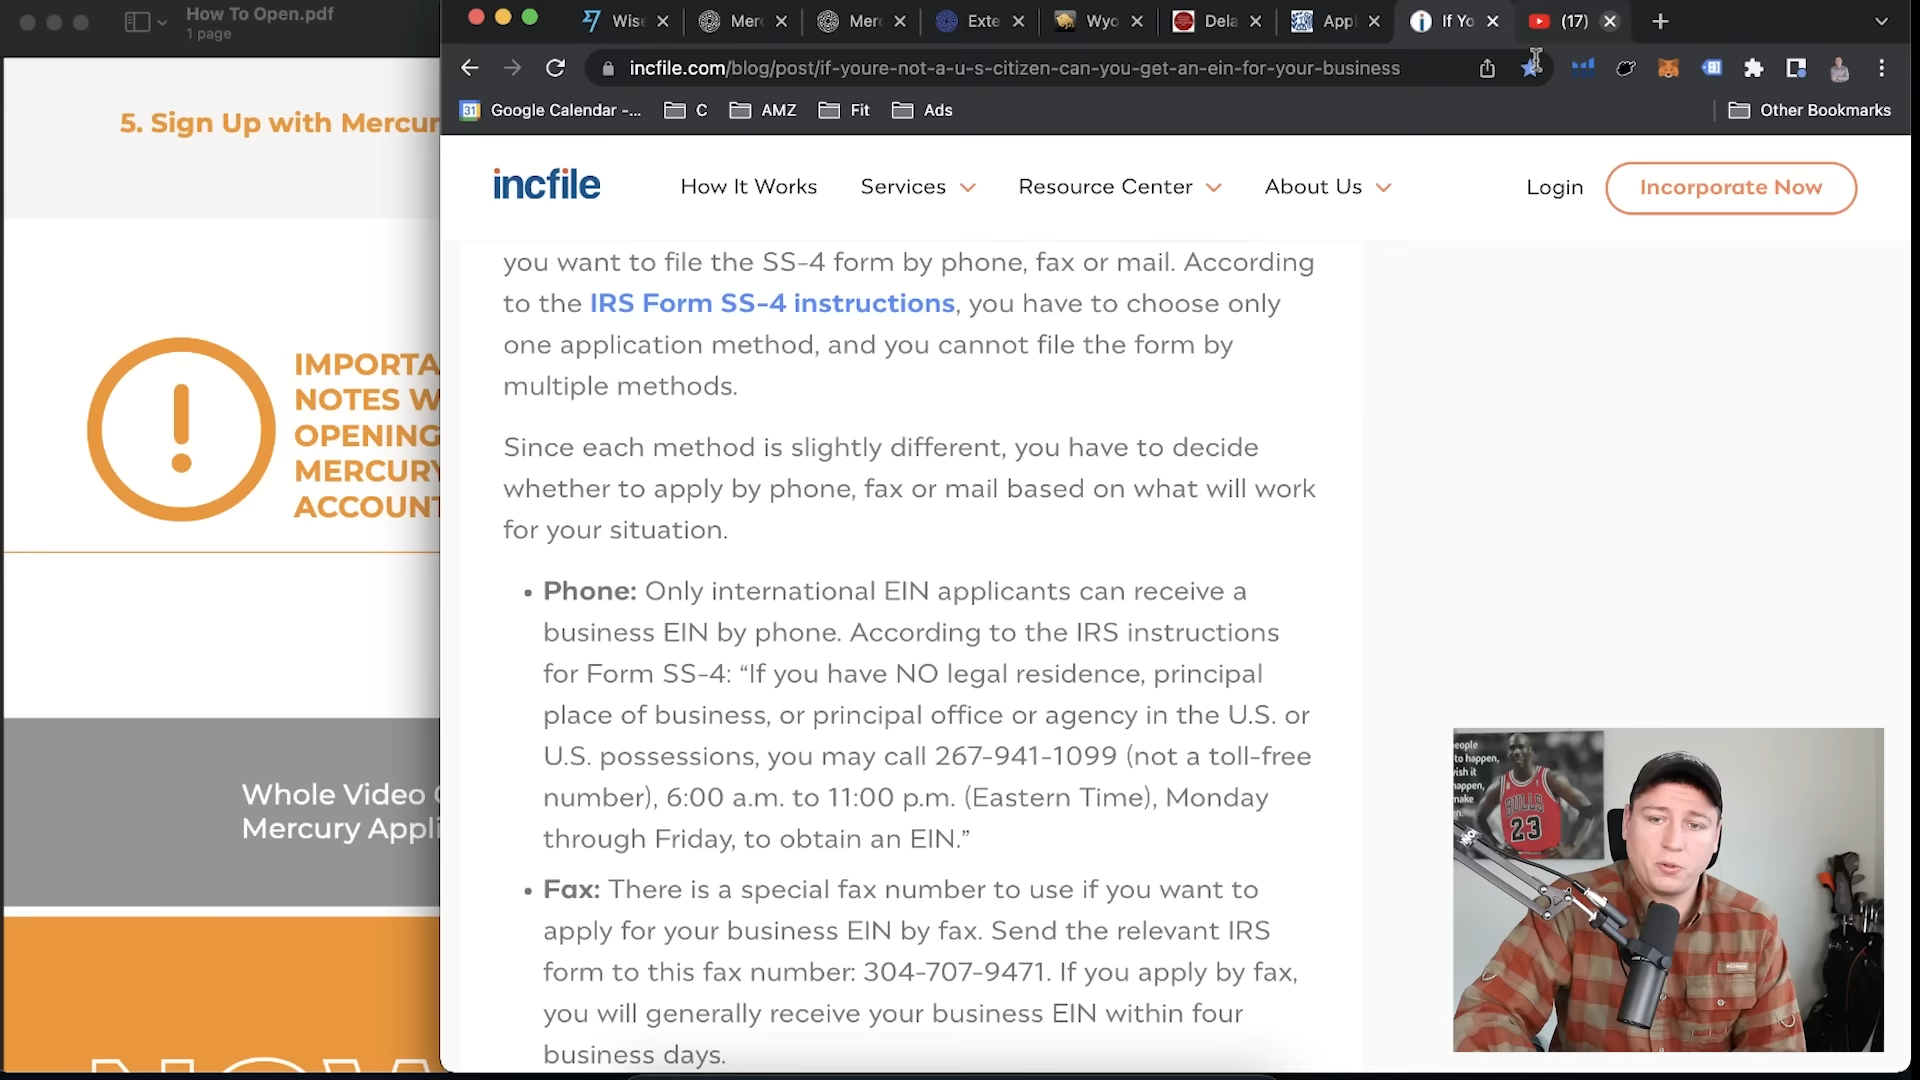 How To Open.pdf
1 page
Wise
Merc
Merc
Exte
Wyo
Dela
Appl
If Yo
(17)
incfile.com/blog/post/if-youre-not-a-u-s-citizen-can-you-get-an-ein-for-your-business
31 Google Calendar -...
C
AMZ
Fit
Ads
Other Bookmarks
5. Sign Up with Mercur
IMPORTA
NOTES W
OPENING
MERCURY
ACCOUNT
Whole Video
Mercury Appli
incfile
How It Works
Services
Resource Center
About Us
Login
Incorporate Now
you want to file the SS-4 form by phone, fax or mail. According
to the IRS Form SS-4 instructions, you have to choose only
one application method, and you cannot file the form by
multiple methods.
Since each method is slightly different, you have to decide
whether to apply by phone, fax or mail based on what will work
for your situation.
• Phone: Only international EIN applicants can receive a
business EIN by phone. According to the IRS instructions
for Form SS-4: “If you have NO legal residence, principal
place of business, or principal office or agency in the U.S. or
U.S. possessions, you may call 267-941-1099 (not a toll-free
number), 6:00 a.m. to 11:00 p.m. (Eastern Time), Monday
through Friday, to obtain an EIN.”
• Fax: There is a special fax number to use if you want to
apply for your business EIN by fax. Send the relevant IRS
form to this fax number: 304-707-9471. If you apply by fax,
you will generally receive your business EIN within four
business days.
eople
to happen,
ish it
happen,
make
BULLS
23